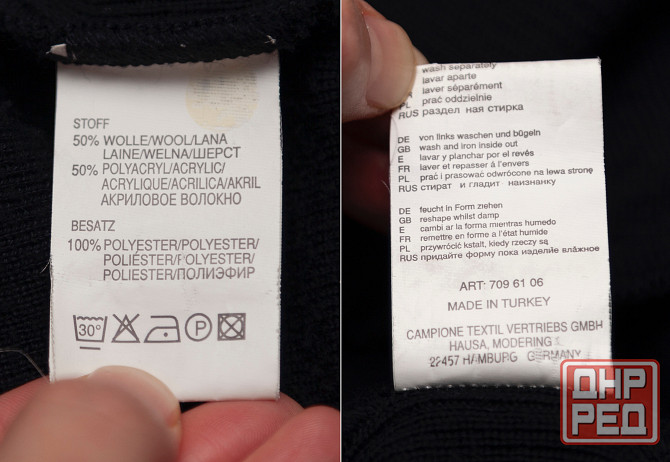 STOFF
50% WOLLE/WOOL/LANA
LAINE/WELNA/ШЕРСТ
50% POLYACRYL/ACRYLIC/
ACRYLIQUE/ACRILICA/AKRIL
АКРИЛОВОЕ ВОЛОКНО
BESATZ
100% POLYESTER/POLYESTER/
POLIÉSTER/POLYESTER/
POLIESTER/ПОЛИЭФИР
30°
P
wash separately
lavar aparte
FR laver séparément
PL prać oddzielnie
RUS раздел ная стирка
DE von links waschen und bügeln
GB wash and iron inside out
E lavar y planchar por el revés
FR laver et repasser à l'envers
PL prać i prasować odwrócone na lewa stronę
RUS стират и гладит наизнанку
DE feucht in Form ziehen
GB reshape whilst damp
E cambi ar la forma mientras humedo
FR remettre en forme a l'état humide
PL przywrócić kstalt, kiedy rzeczy są
RUS придайте форму пока изделие влăжное
ART: 709 61 06
MADE IN TURKEY
CAMPIONE TEXTIL VERTRIEBS GMBH
HAUSA, MODERING
22457 HAMBURG GERMANY
ДНР
РЕД